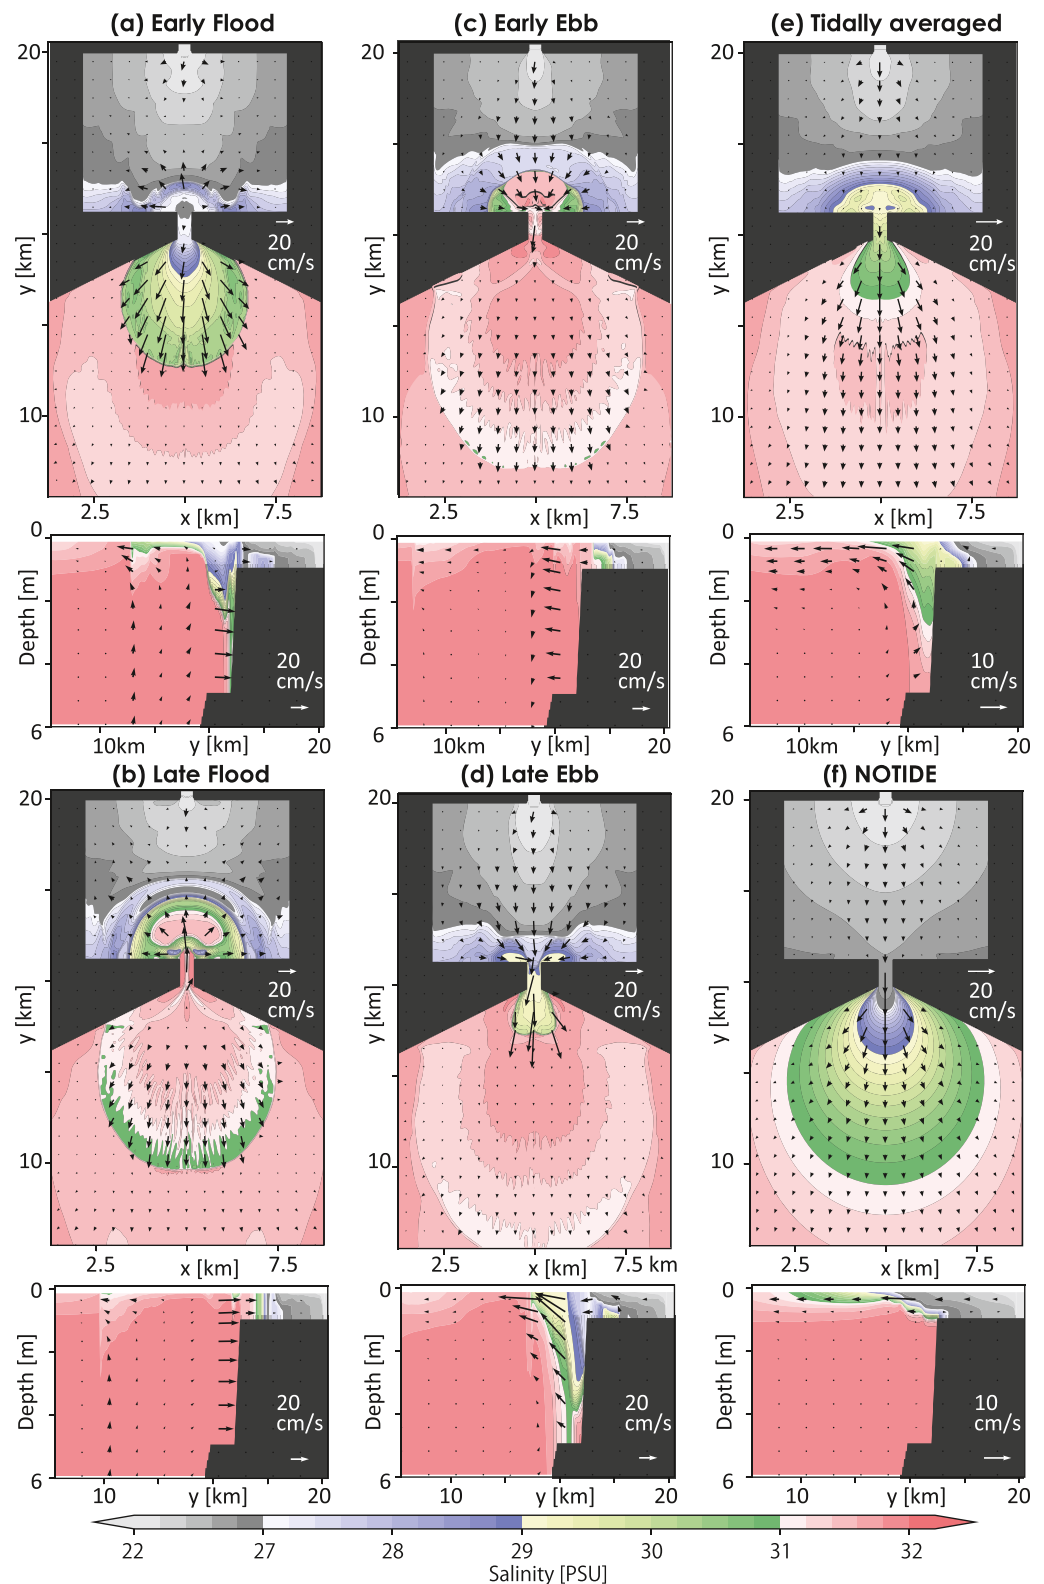 (a) Early Flood
(c) Early Ebb
(e) Tidally averaged
20
20
20
20
cm/s
20
cm/s
20
cm/s
y [km]
y [km]
y [km]
10
10
10
2.5 x [km] 7.5
2.5 x [km] 7.5
2.5 x [km] 7.5
0
0
0
Depth [m]
Depth [m]
Depth [m]
20
cm/s
20
cm/s
10
cm/s
6
6
6
10km y [km] 20
10km y [km] 20
10km y [km] 20
(b) Late Flood
(d) Late Ebb
(f) NOTIDE
20
20
20
20
cm/s
20
cm/s
20
cm/s
y [km]
y [km]
y [km]
10
10
10
2.5 x [km] 7.5
2.5 x [km] 7.5 km
2.5 x [km] 7.5
0
0
0
Depth [m]
Depth [m]
Depth [m]
20
cm/s
20
cm/s
10
cm/s
6
6
6
10 y [km] 20
10 y [km] 20
10 y [km] 20
22 27 28 29 30 31 32
Salinity [PSU]